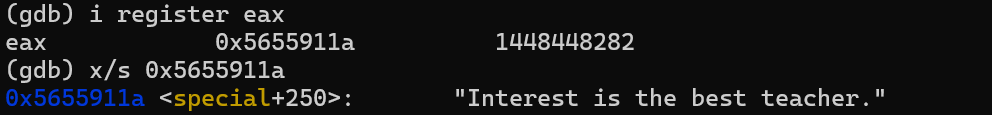 (gdb) i register eax
eax            0x5655911a          1448448282
(gdb) x/s 0x5655911a
0x5655911a <special+250>:       "Interest is the best teacher."